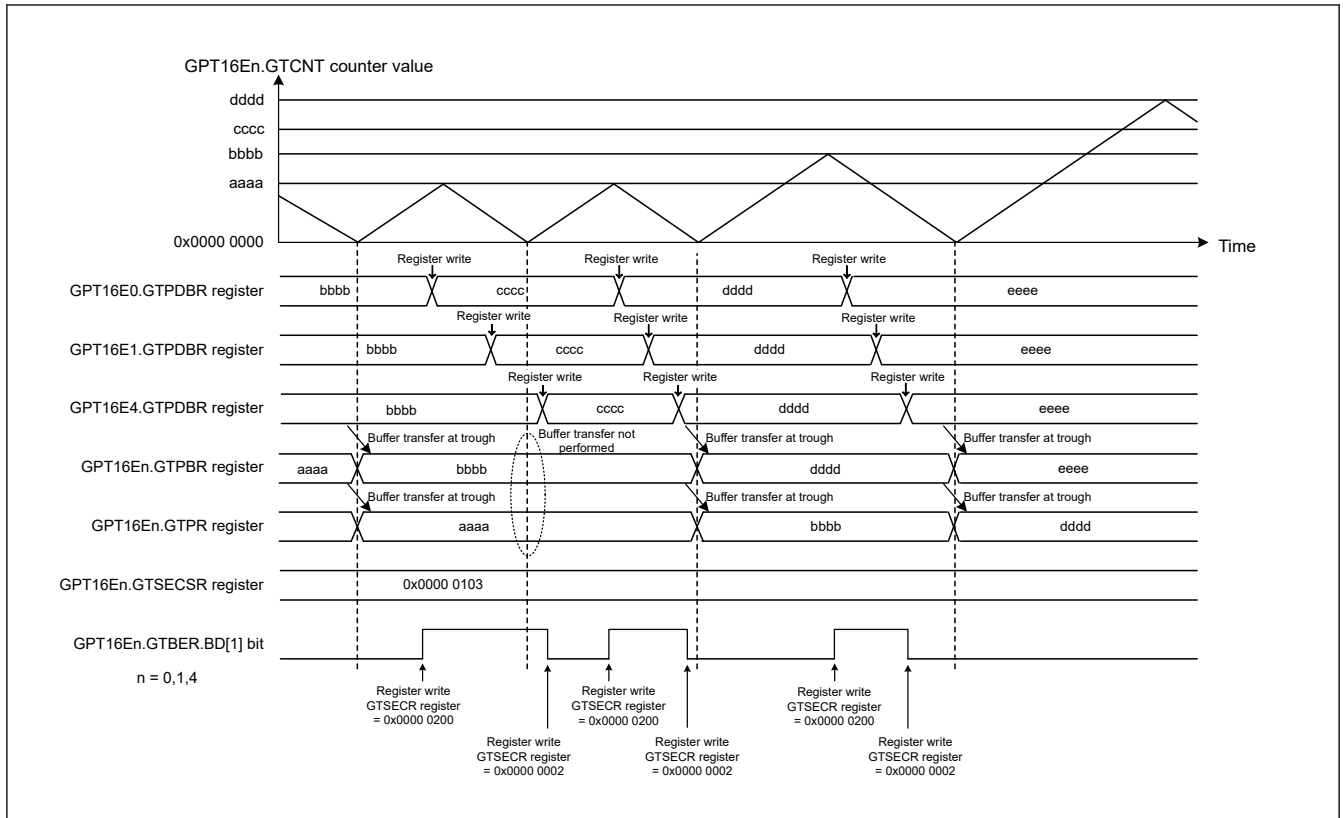 GPT16En.GTCNT counter value
dddd
cccc
bbbb
aaaa
0x0000 0000
Time
Register write Register write Register write
GPT16E0.GTPDBR register bbbb cccc dddd eeee
Register write Register write Register write
GPT16E1.GTPDBR register bbbb cccc dddd eeee
Register write Register write Register write
GPT16E4.GTPDBR register bbbb cccc dddd eeee
Buffer transfer at trough Buffer transfer not Buffer transfer at trough Buffer transfer at trough
performed
GPT16En.GTPBR register aaaa bbbb dddd eeee
Buffer transfer at trough Buffer transfer at trough Buffer transfer at trough
GPT16En.GTPR register aaaa bbbb dddd
GPT16En.GTSECSR register 0x0000 0103
GPT16En.GTBER.BD[1] bit
n = 0,1,4
Register write Register write Register write
GTSECR register GTSECR register GTSECR register
= 0x0000 0200 = 0x0000 0200 = 0x0000 0200
Register write Register write Register write
GTSECR register GTSECR register GTSECR register
= 0x0000 0002 = 0x0000 0002 = 0x0000 0002